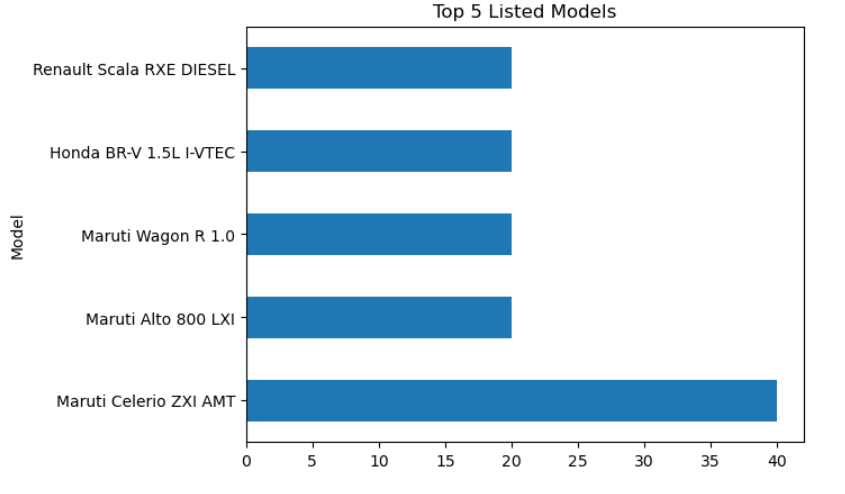 Top 5 Listed Models
Renault Scala RXE DIESEL
Honda BR-V 1.5L I-VTEC
Maruti Wagon R 1.0
Maruti Alto 800 LXI
Maruti Celerio ZXI AMT
Model
0 5 10 15 20 25 30 35 40